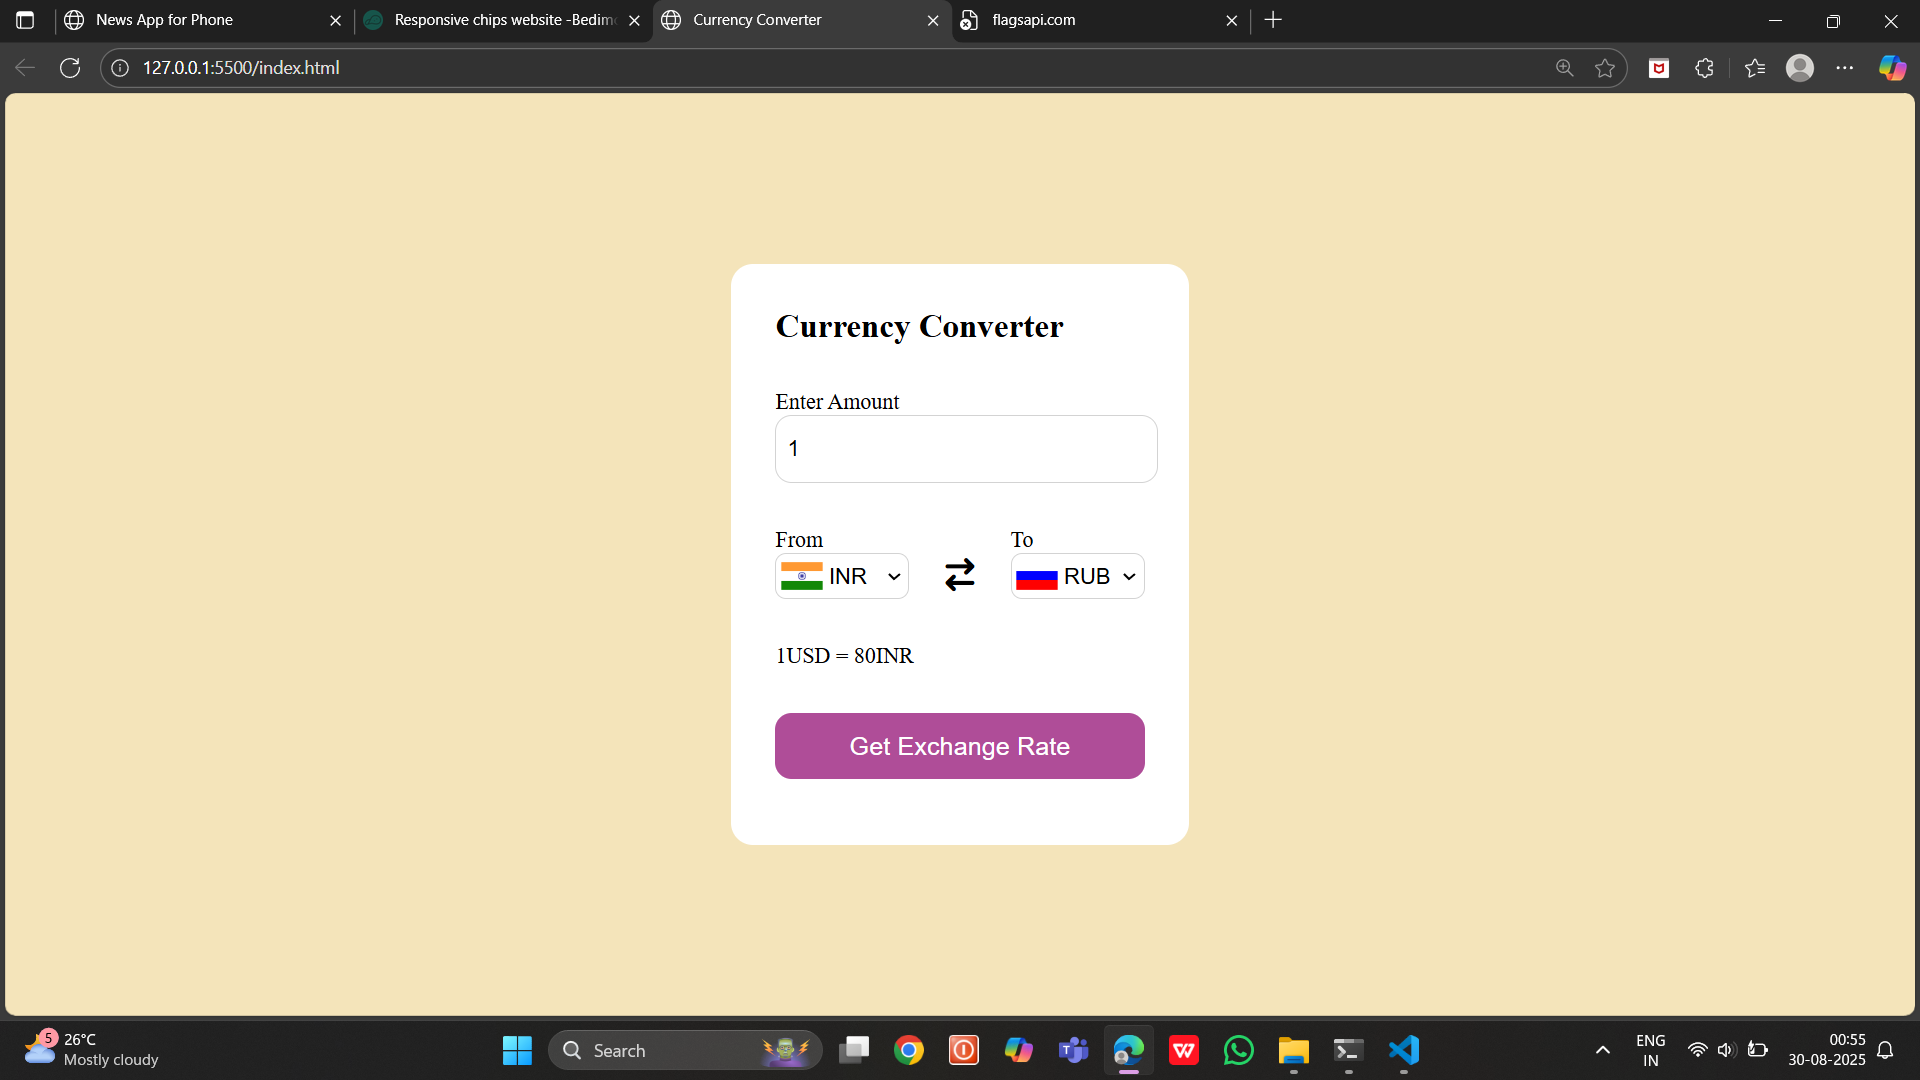 News App for Phone
Responsive chips website -Bedim
Currency Converter
flagsapi.com
127.0.0.1:5500/index.html
Currency Converter
Enter Amount
1
From
To
INR
RUB
1USD = 80INR
Get Exchange Rate
5
26°C
Mostly cloudy
Search
ENG
IN
00:55
30-08-2025